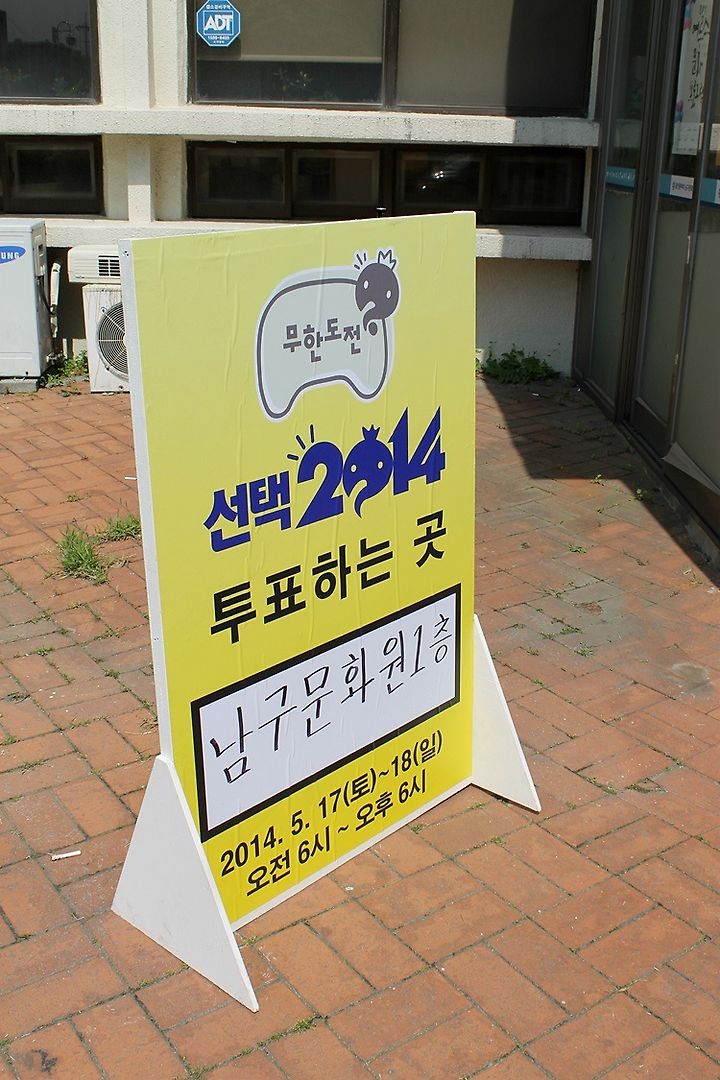 ADT
UNG
무한도전
선택2014
투표하는 곳
남구문화원1층
2014. 5. 17(토)~18(일)
오전 6시 ~ 오후 6시